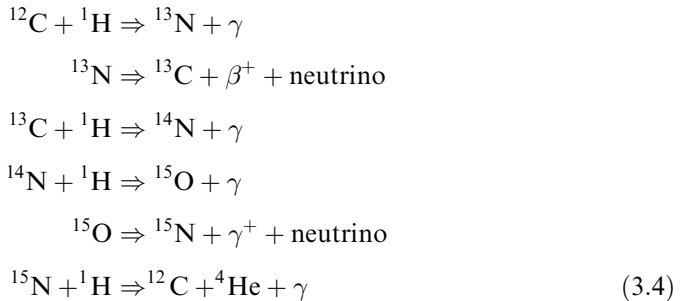 ¹²C + ¹H ⇒ ¹³N + γ
¹³N ⇒ ¹³C + β⁺ + neutrino
¹³C + ¹H ⇒ ¹⁴N + γ
¹⁴N + ¹H ⇒ ¹⁵O + γ
¹⁵O ⇒ ¹⁵N + γ⁺ + neutrino
¹⁵N + ¹H ⇒ ¹²C + ⁴He + γ (3.4)